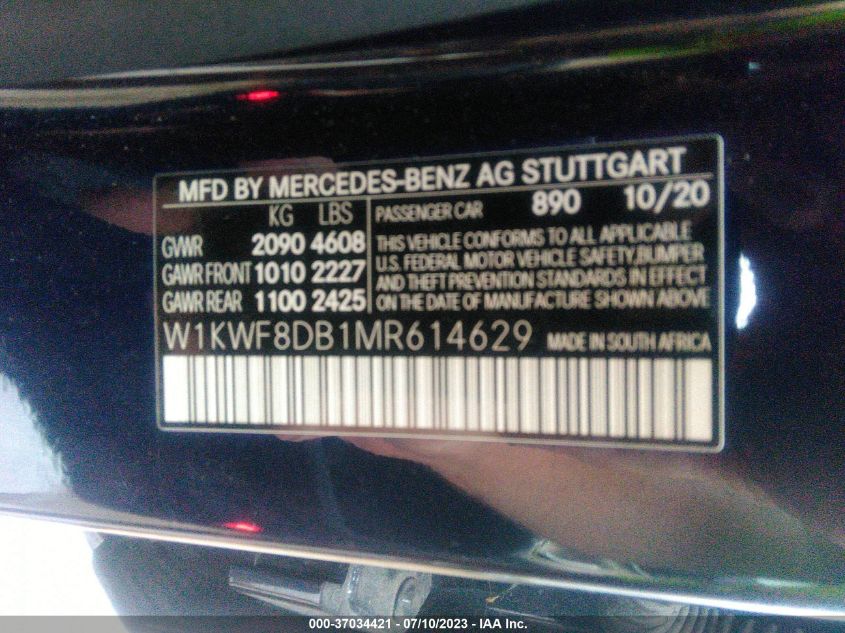 MFD BY MERCEDES-BENZ AG STUTTGART
KG LBS
GVWR 2090 4608
GAWR FRONT 1010 2227
GAWR REAR 1100 2425
PASSENGER CAR 890 10/20
THIS VEHICLE CONFORMS TO ALL APPLICABLE
U.S. FEDERAL MOTOR VEHICLE SAFETY,BUMPER
AND THEFT PREVENTION STANDARDS IN EFFECT
ON THE DATE OF MANUFACTURE SHOWN ABOVE
W1KWF8DB1MR614629 MADE IN SOUTH AFRICA
000-37034421 - 07/10/2023 - IAA Inc.